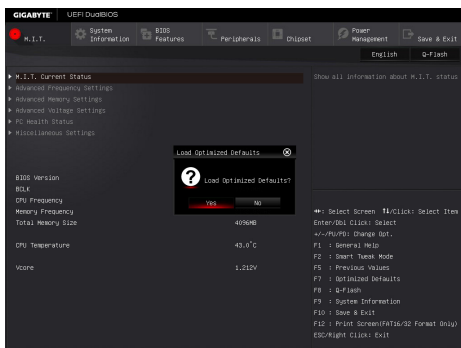 GIGABYTE™ UEFI DualBIOS
M.I.T.
System Information
BIOS Features
Peripherals
Chipset
Power Management
Save & Exit
English
Q-Flash
M.I.T. Current Status
Advanced Frequency Settings
Advanced Memory Settings
Advanced Voltage Settings
PC Health Status
Miscellaneous Settings
Show all information about M.I.T. status
Load Optimized Defaults
Load Optimized Defaults?
Yes No
BIOS Version
BCLK
CPU Frequency
Memory Frequency
Total Memory Size 4096MB
CPU Temperature 43.0°C
Vcore 1.212V
: Select Screen ↑↓/Click: Select Item
Enter/Dbl Click: Select
+/-/PU/PD: Change Opt.
F1 : General Help
F2 : Smart Tweak Mode
F5 : Previous Values
F7 : Optimized Defaults
F8 : Q-Flash
F9 : System Information
F10 : Save & Exit
F12 : Print Screen(FAT16/32 Format Only)
ESC/Right Click: Exit